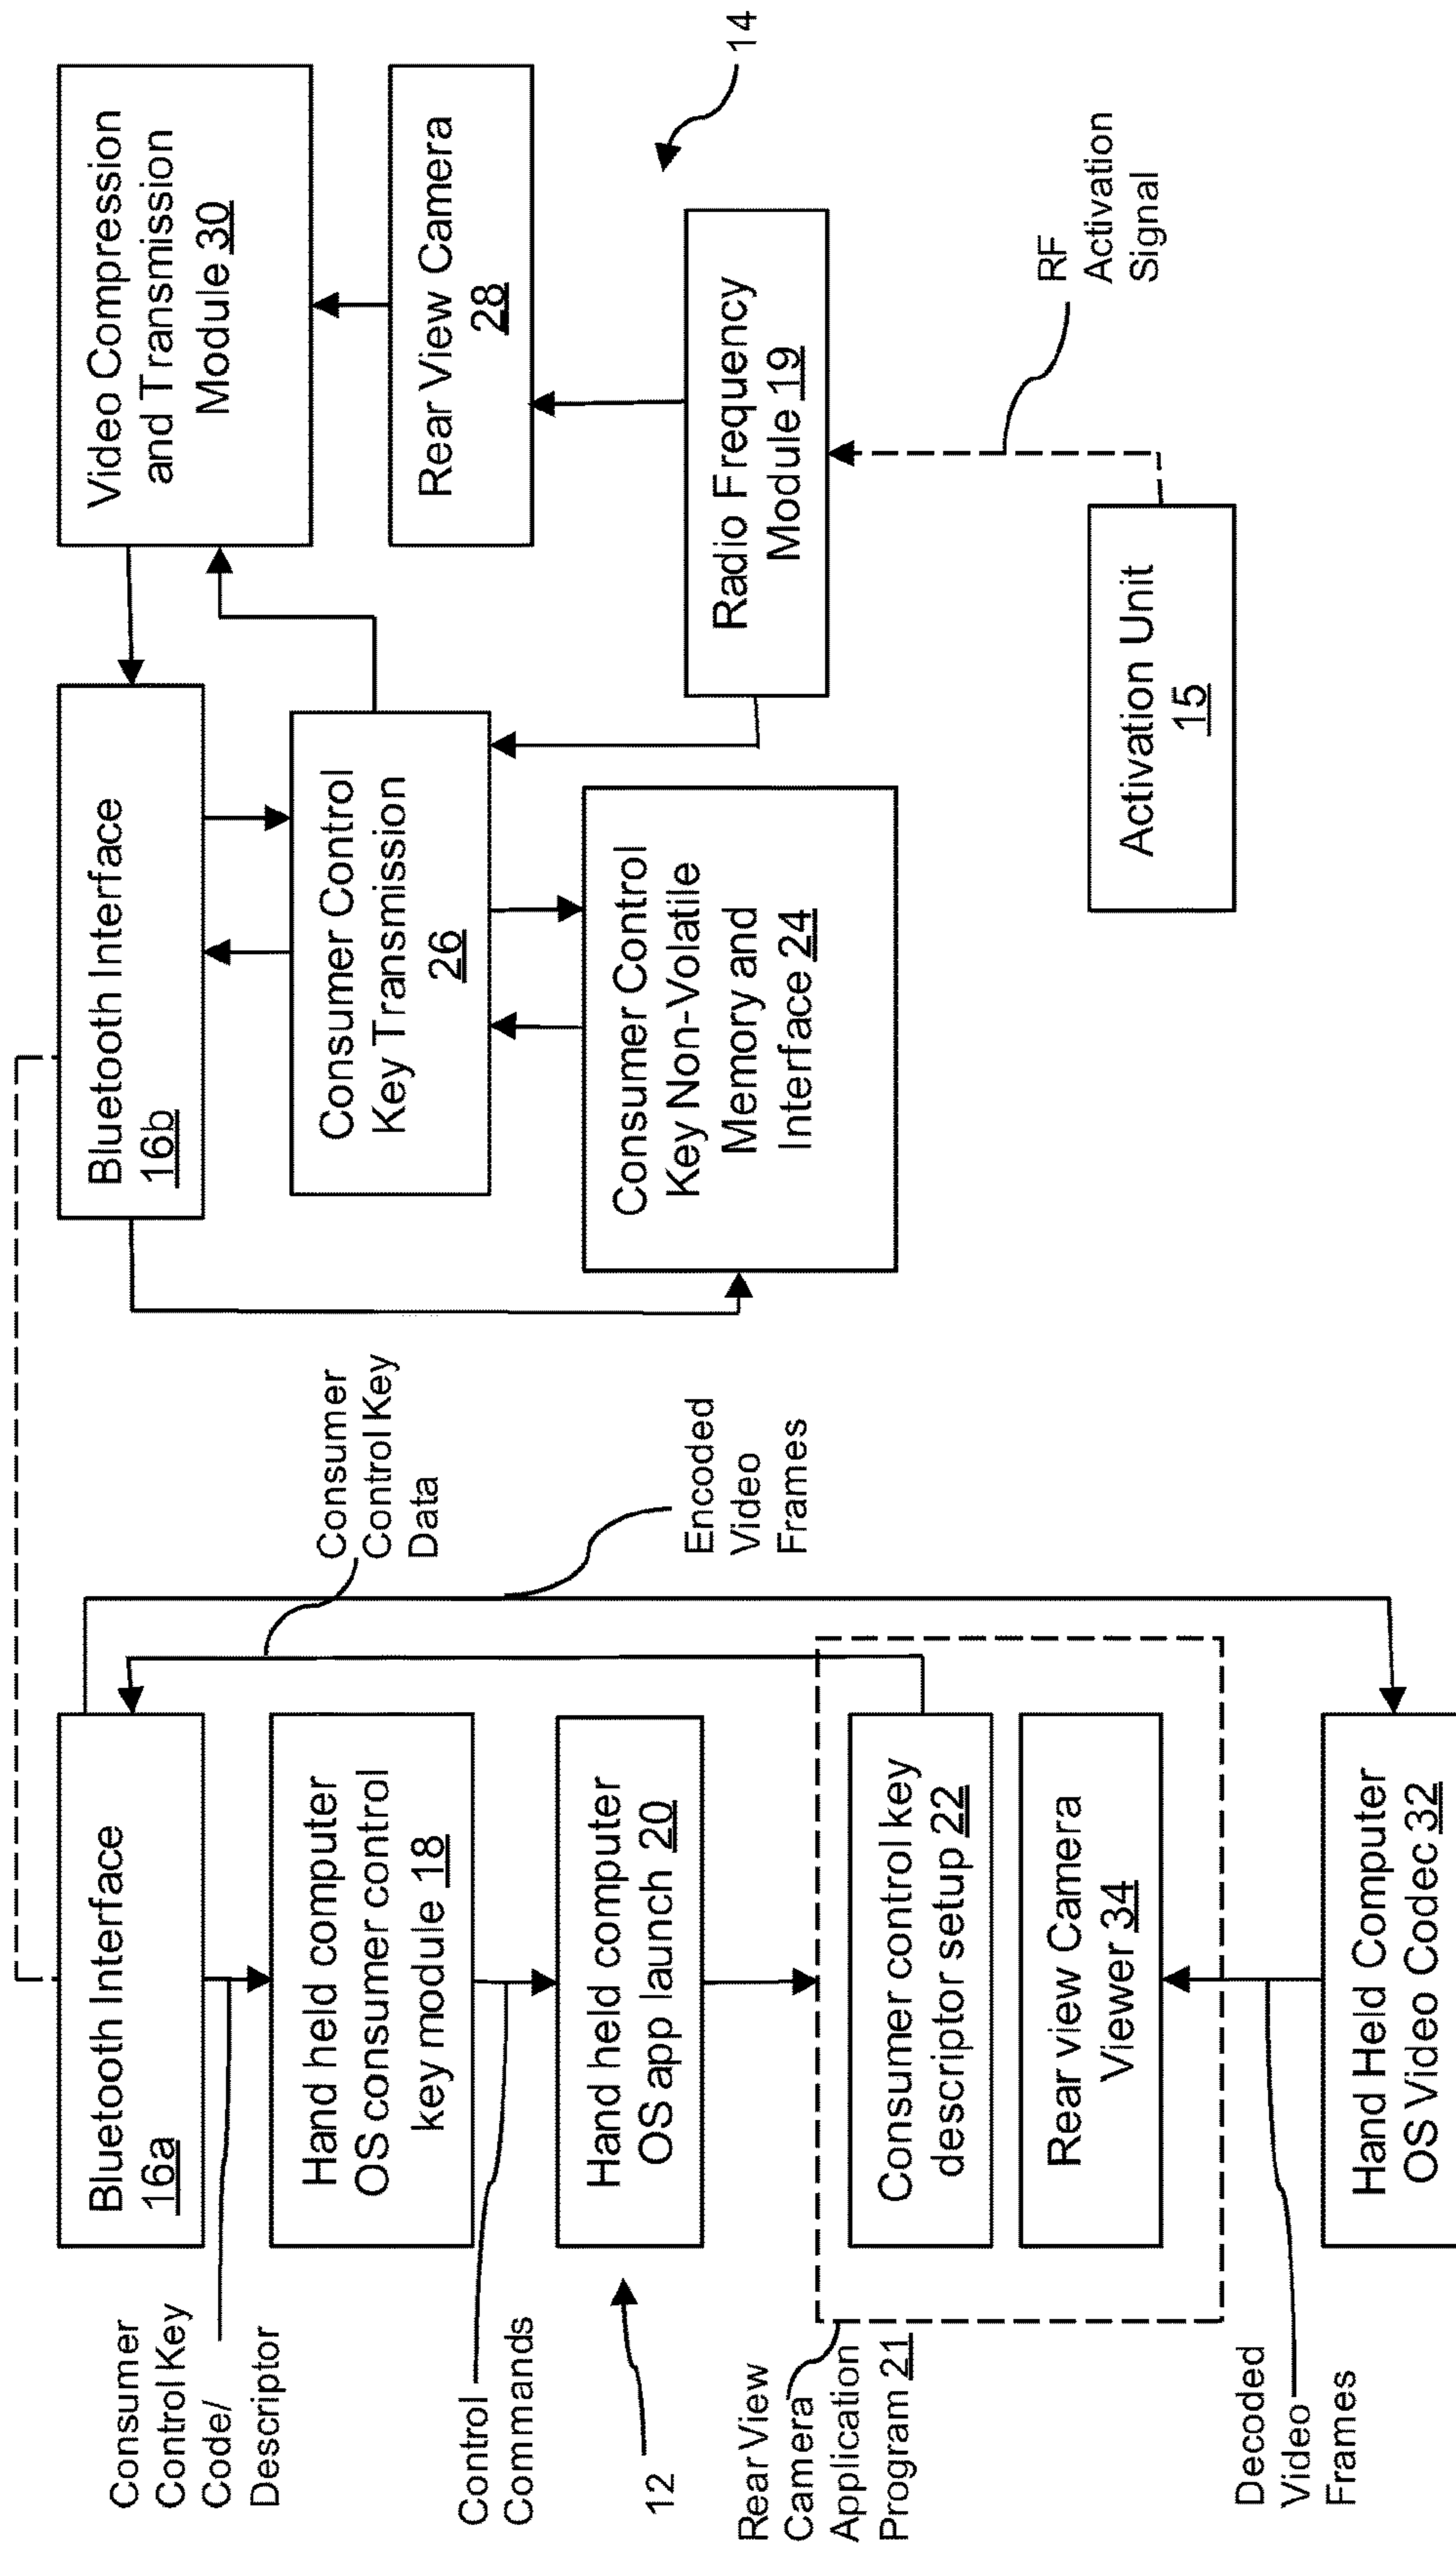 Consumer
Control Key
Code/
Descriptor
Bluetooth Interface
16a
Hand held computer
OS consumer control
key module 18
Control
Commands
Hand held computer
OS app launch 20
12
Rear View
Camera
Application
Program 21
Consumer control key
descriptor setup 22
Rear view Camera
Viewer 34
Decoded
Video
Frames
Hand Held Computer
OS Video Codec 32
Consumer
Control Key
Data
Encoded
Video
Frames
Bluetooth Interface
16b
Consumer Control
Key Transmission
26
Consumer Control
Key Non-Volatile
Memory and
Interface 24
Video Compression
and Transmission
Module 30
Rear View Camera
28
14
Radio Frequency
Module 19
RF
Activation
Signal
Activation Unit
15